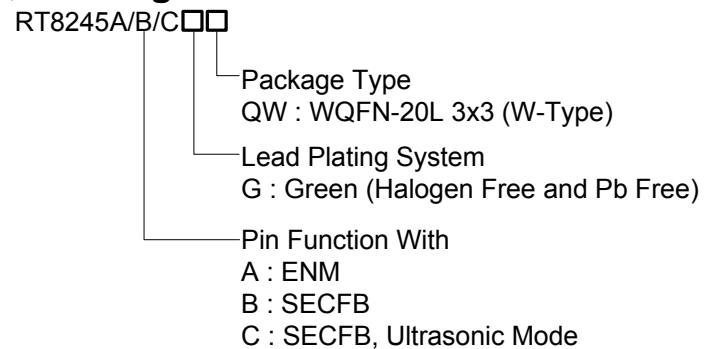 RT8245A/B/C□□
Package Type
QW : WQFN-20L 3x3 (W-Type)
Lead Plating System
G : Green (Halogen Free and Pb Free)
Pin Function With
A : ENM
B : SECFB
C : SECFB, Ultrasonic Mode